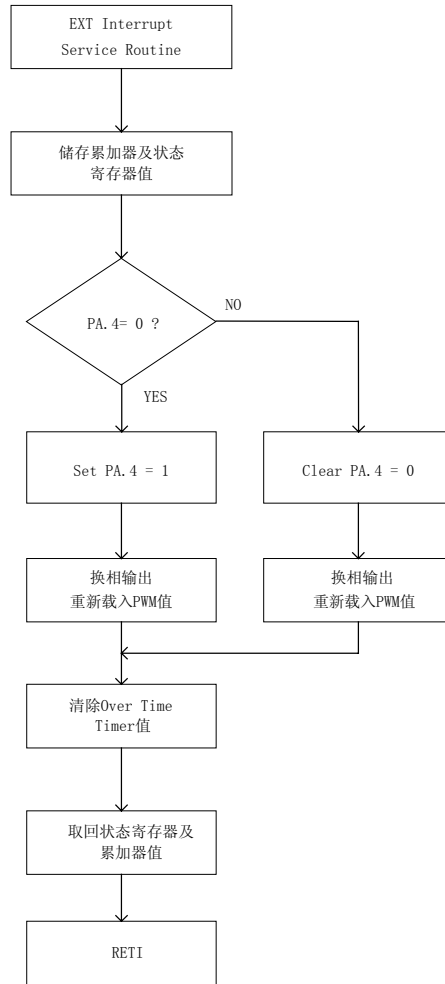 EXT Interrupt
Service Routine
储存累加器及状态
寄存器值
PA.4= 0 ?
NO
YES
Set PA.4 = 1
Clear PA.4 = 0
换相输出
重新载入PWM值
换相输出
重新载入PWM值
清除Over Time
Timer值
取回状态寄存器及
累加器值
RETI